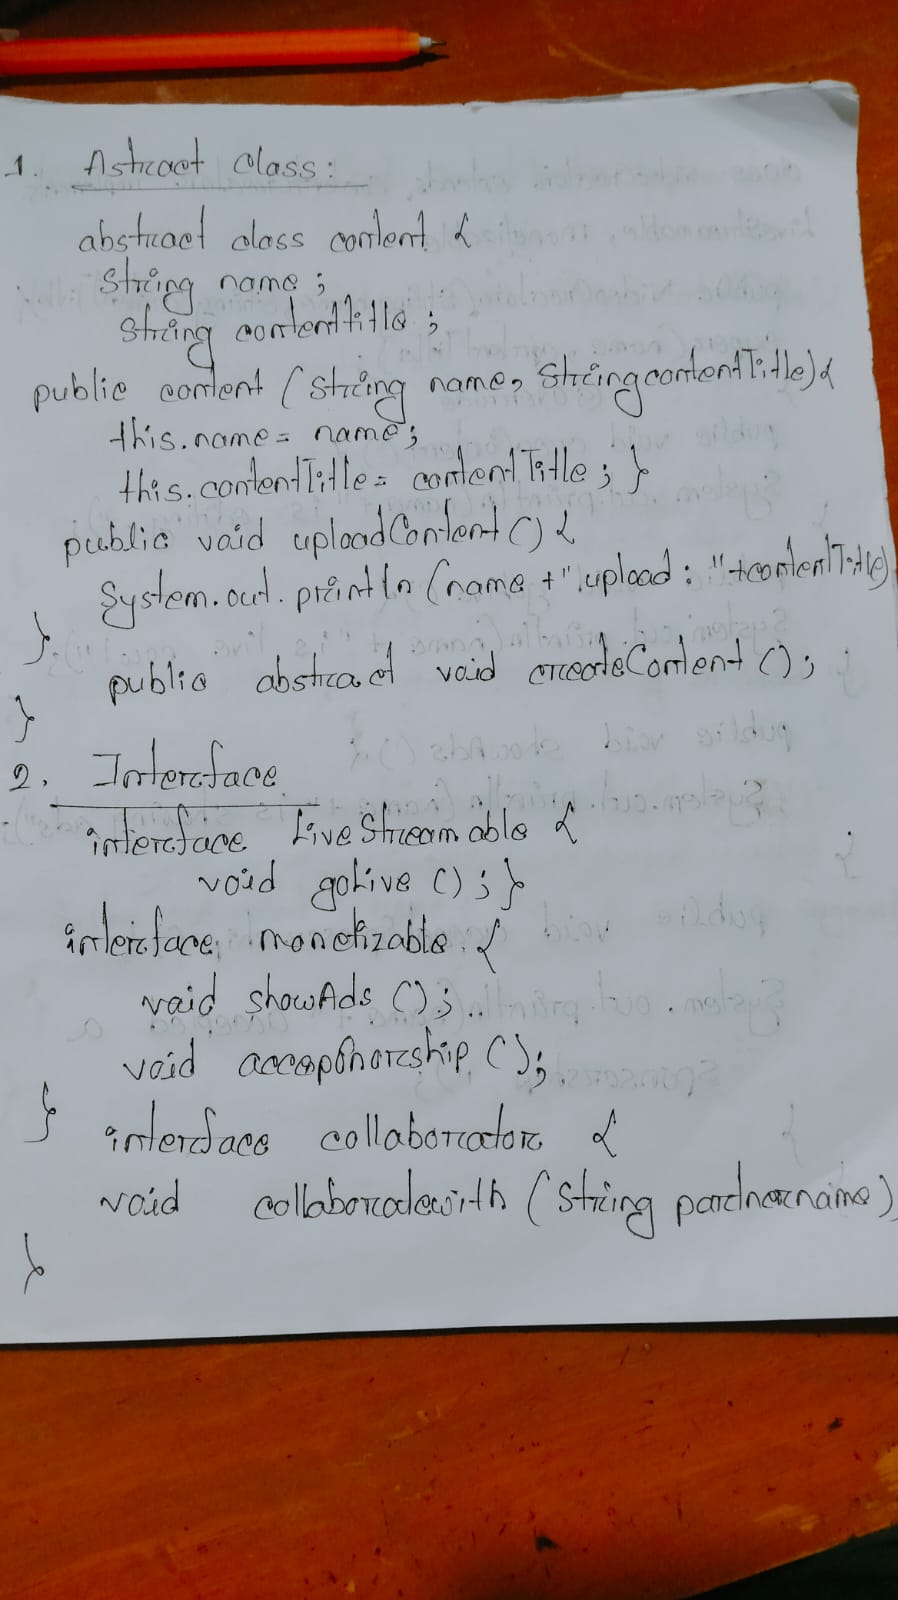 1. Astract class:
abstract class content {
String name ;
String contentTitle ;
public content (String name, String contentTitle) {
this.name = name ;
this.contentTitle = contentTitle ; }
public void uploadContent () {
System.out.println (name + " upload : " + contentTitle)
}
public abstract void createContent () ;
}
2. Interface
interface LiveStreamable {
void goLive () ; }
interface monetizable {
void showAds () ;
void ();
}
interface collaborator {
void collaboratewith (String partnername)
}